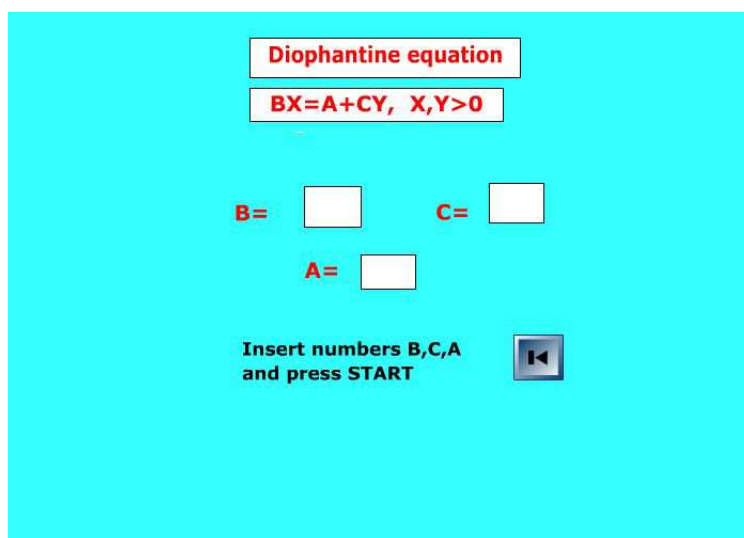 Diophantine equation
BX=A+CY, X,Y>0
B= C=
A=
Insert numbers B,C,A
and press START